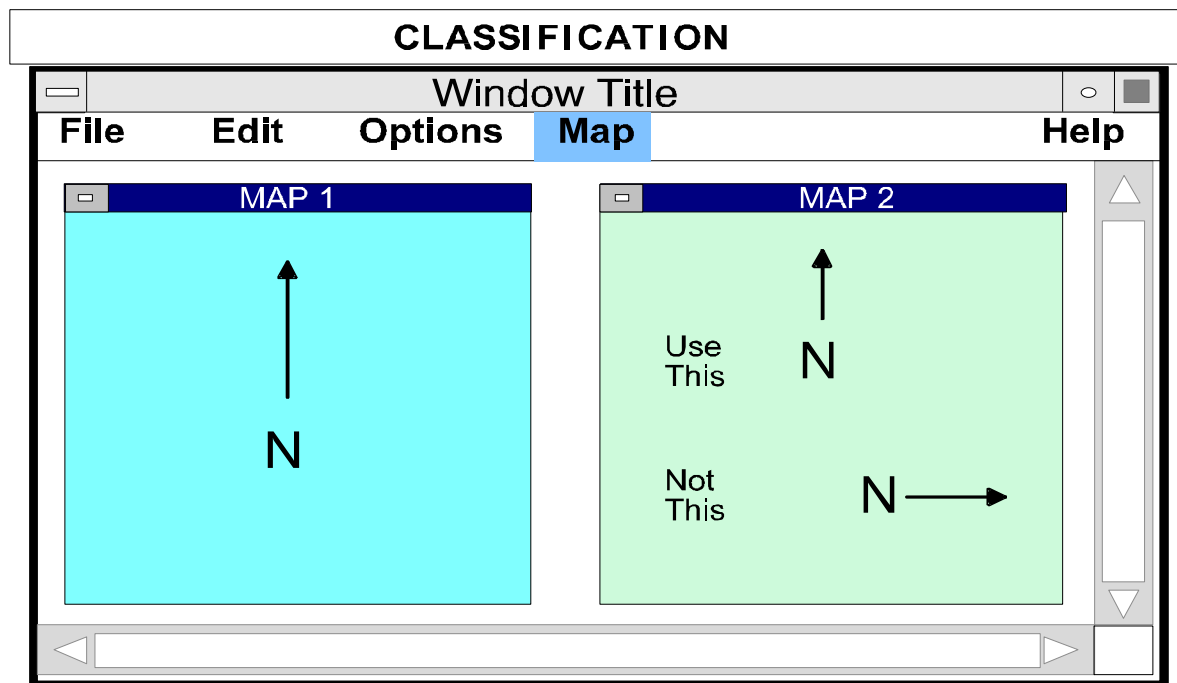 CLASSIFICATION
Window Title
File Edit Options Map Help
MAP 1
N
MAP 2
Use
This
N
Not
This
N